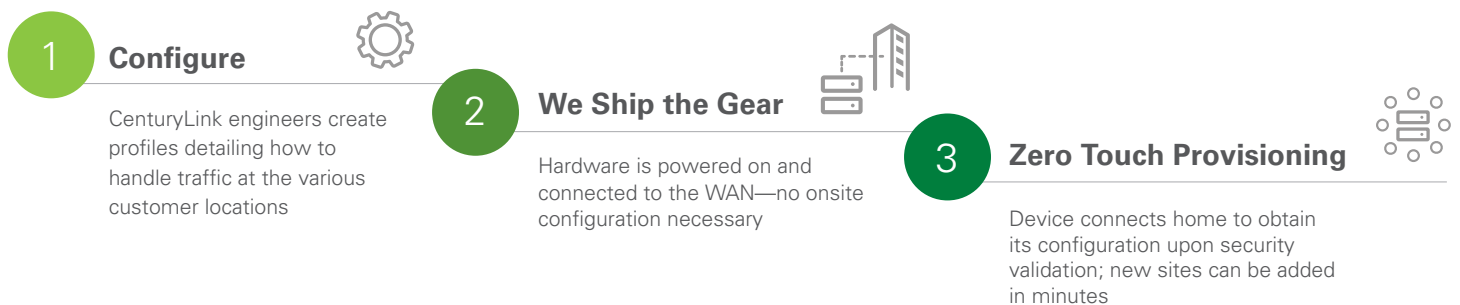 1
Configure
CenturyLink engineers create
profiles detailing how to
handle traffic at the various
customer locations
2
We Ship the Gear
Hardware is powered on and
connected to the WAN—no onsite
configuration necessary
3
Zero Touch Provisioning
Device connects home to obtain
its configuration upon security
validation; new sites can be added
in minutes